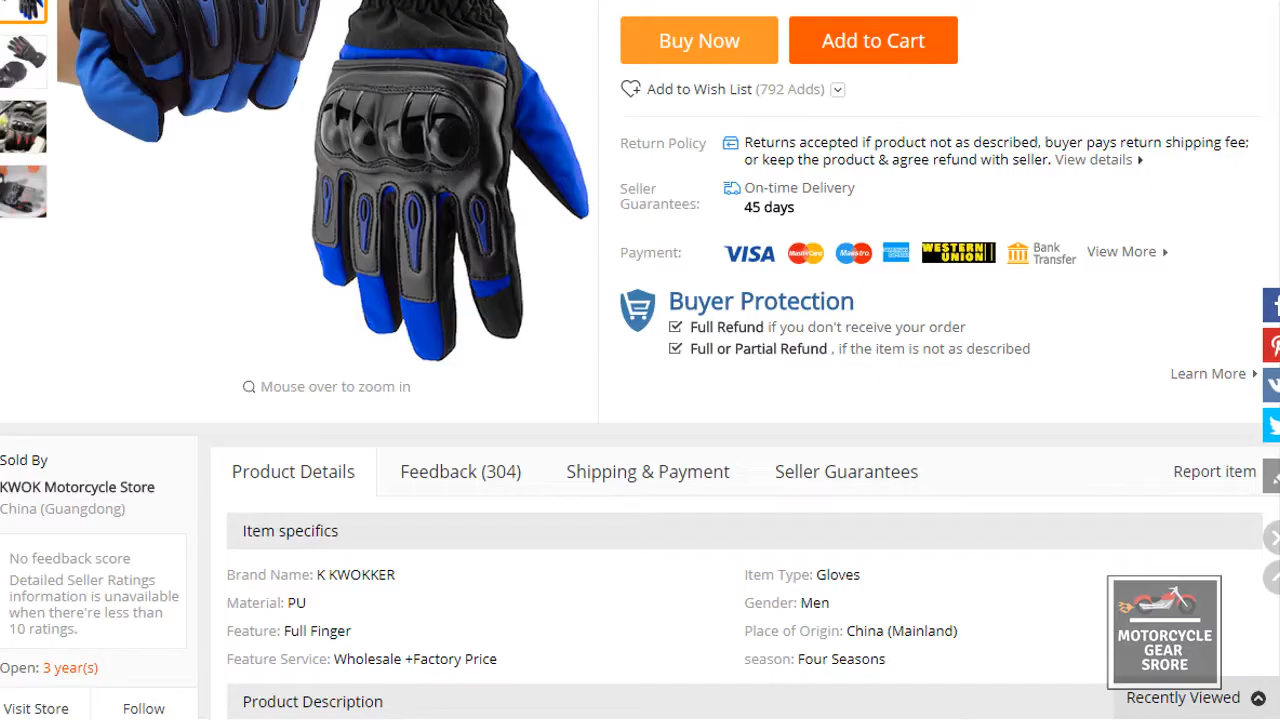 Buy Now
Add to Cart
Add to Wish List (792 Adds)
Return Policy
Returns accepted if product not as described, buyer pays return shipping fee;
or keep the product & agree refund with seller. View details
Seller
Guarantees:
On-time Delivery
45 days
Payment:
VISA
MasterCard
Maestro
WESTERN
UNION
Bank
Transfer
View More
Buyer Protection
Full Refund if you don't receive your order
Full or Partial Refund , if the item is not as described
Learn More
Mouse over to zoom in
Sold By
KWOK Motorcycle Store
China (Guangdong)
No feedback score
Detailed Seller Ratings
information is unavailable
when there're less than
10 ratings.
Open: 3 year(s)
Visit Store
Follow
Product Details
Feedback (304)
Shipping & Payment
Seller Guarantees
Report item
Item specifics
Brand Name: K KWOKKER
Item Type: Gloves
Material: PU
Gender: Men
Feature: Full Finger
Place of Origin: China (Mainland)
Feature Service: Wholesale +Factory Price
season: Four Seasons
Product Description
MOTORCYCLE
GEAR
SRORE
Recently Viewed